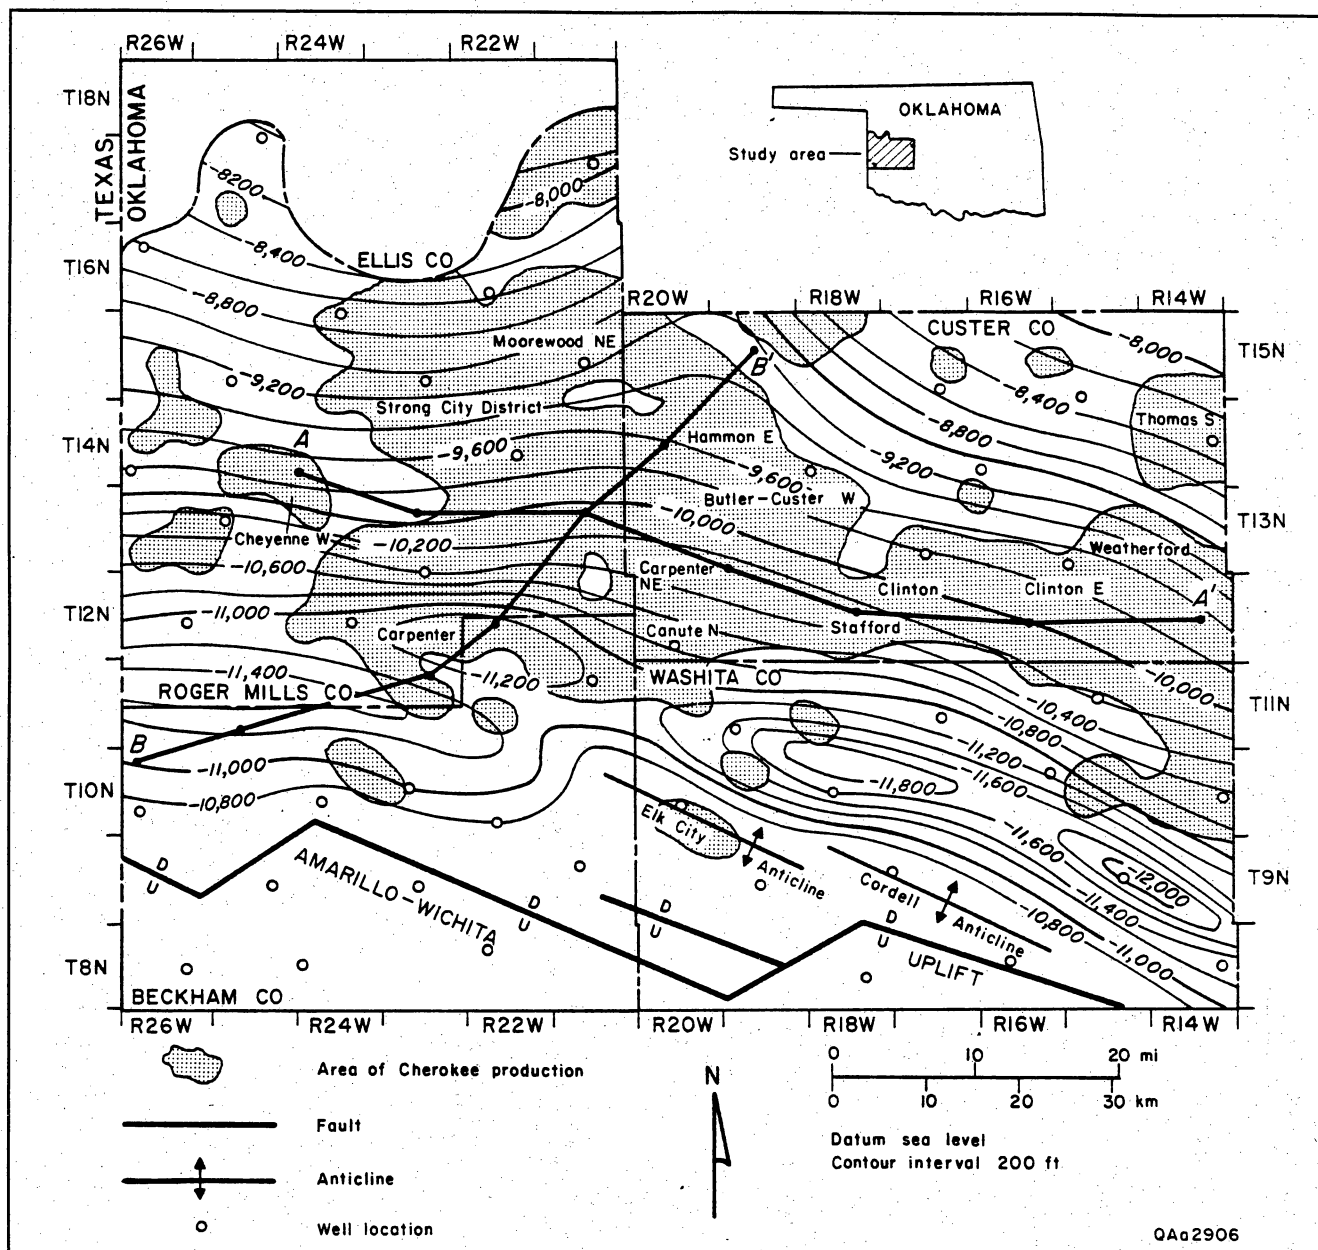 R26W R24W R22W
T18N
TEXAS
OKLAHOMA
OKLAHOMA
Study area
-8200
-8,000
-8,400
ELLIS CO
T16N
-8,800
R20W R18W R16W R14W
CUSTER CO
-8,000
T15N
Moorewood NE
B'
-9,200
-8,400
Strong City District
Thomas S
A
Hammon E
-8,800
T14N
-9,600
-9,600
-9,200
Butler-Custer W
-10,000
T13N
Cheyenne W
-10,200
Weatherford
-10,600
Carpenter NE
Clinton
Clinton E
A'
-11,000
T12N
Carpenter
Canute N
Stafford
-11,400
-11,200
WASHITA CO
-10,000
ROGER MILLS CO
-10,400
T11N
-10,800
B
-11,200
-11,000
-11,600
-11,800
T10N
-10,800
Elk City
Anticline
-11,600
D
U
AMARILLO-WICHITA
Cordell
Anticline
-12,000
T9N
-11,400
-10,800
-11,000
D
U
D
U
D
U
UPLIFT
T8N
BECKHAM CO
R26W R24W R22W R20W R18W R16W R14W
Area of Cherokee production
Fault
Anticline
Well location
N
0 10 20 mi
0 10 20 30 km
Datum sea level
Contour interval 200 ft
QAa2906